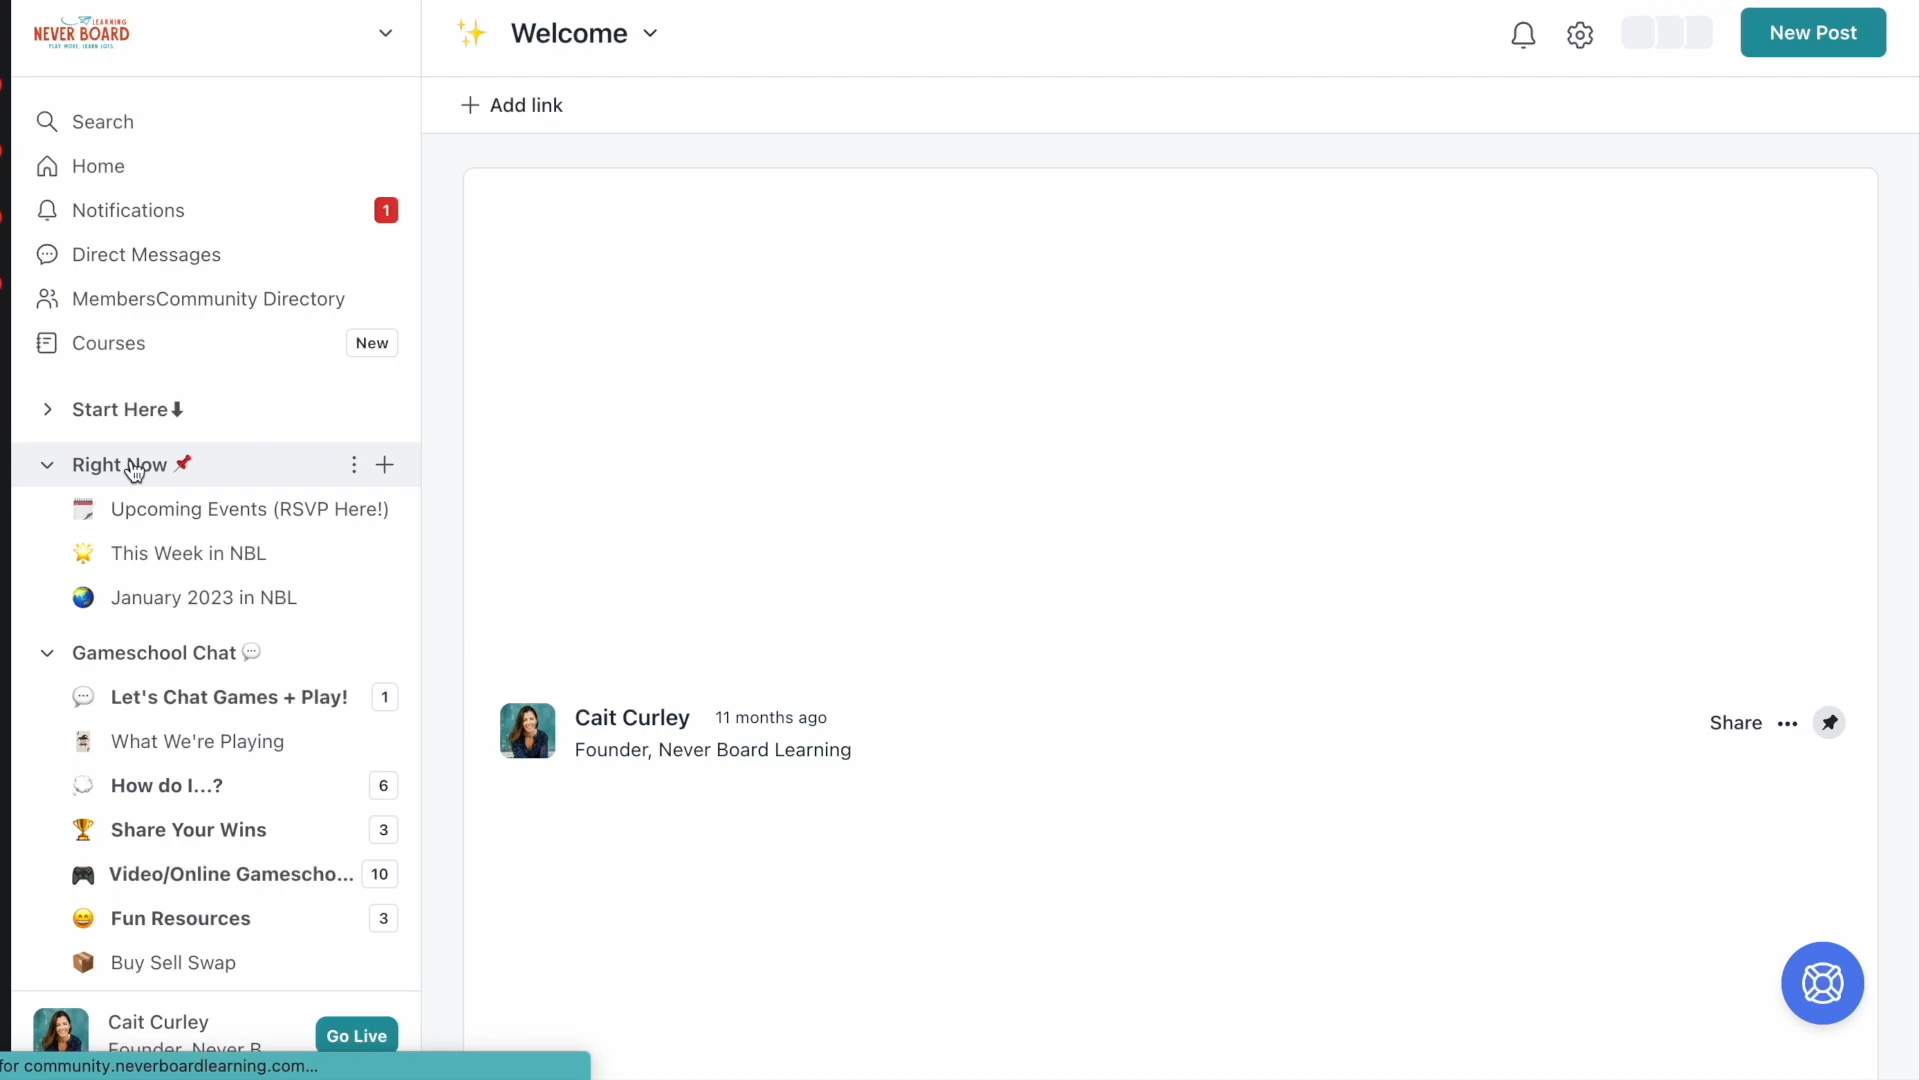 LEARNING
NEVER BOARD
PLAY MORE. LEARN LOTS.
Welcome
New Post
Add link
Search
Home
Notifications
1
Direct Messages
MembersCommunity Directory
Courses
New
Start Here
Right Now
Upcoming Events (RSVP Here!)
This Week in NBL
January 2023 in NBL
Gameschool Chat
Let's Chat Games + Play!
1
What We're Playing
How do I...?
6
Share Your Wins
3
Video/Online Gamescho...
10
Fun Resources
3
Buy Sell Swap
Cait Curley
11 months ago
Founder, Never Board Learning
Share
Cait Curley
Founder, Never B
Go Live
for community.neverboardlearning.com...